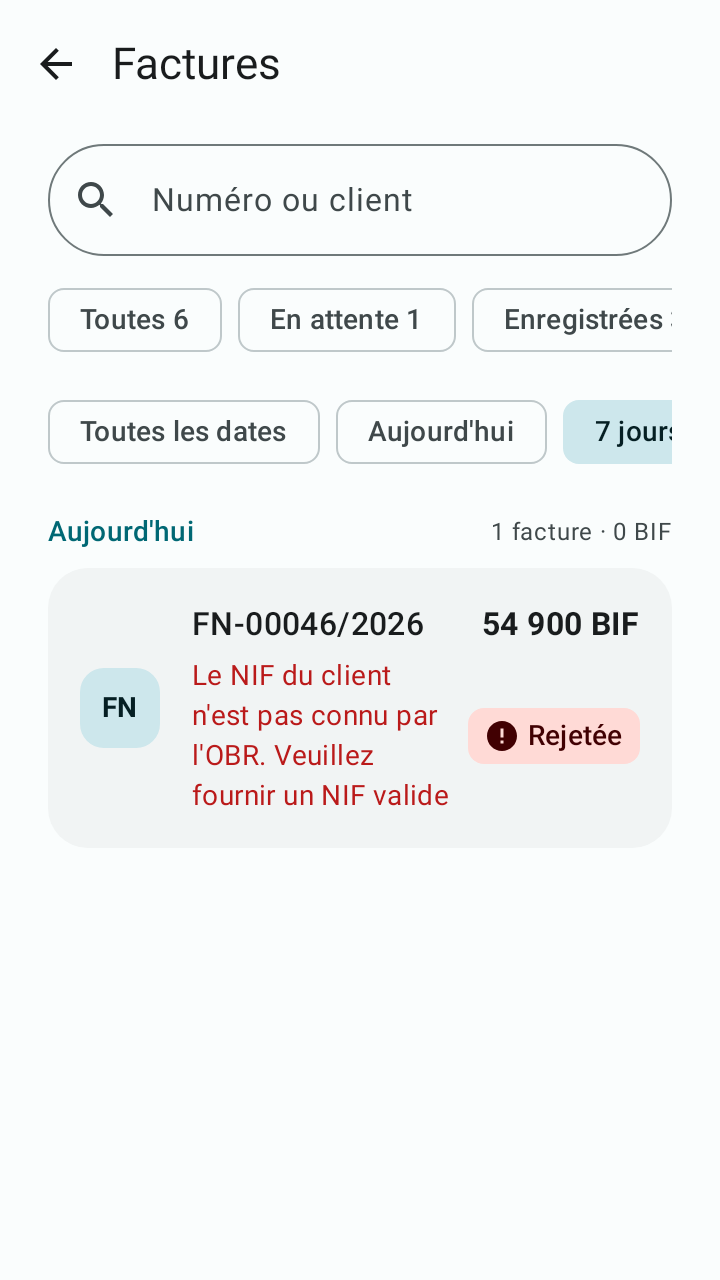 Factures
Numéro ou client
Toutes 6
En attente 1
Enregistrées
Toutes les dates
Aujourd'hui
7 jours
Aujourd'hui
1 facture · 0 BIF
FN-00046/2026
54 900 BIF
Le NIF du client
n'est pas connu par
l'OBR. Veuillez
fournir un NIF valide
FN
Rejetée